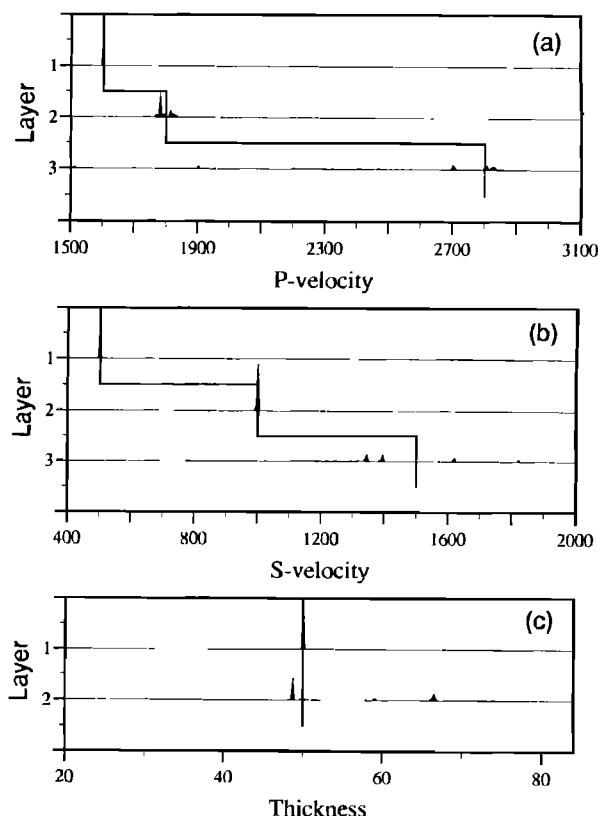 (a)
Layer
1
2
3
1500 1900 2300 2700 3100
P-velocity
(b)
Layer
1
2
3
400 800 1200 1600 2000
S-velocity
(c)
Layer
1
2
20 40 60 80
Thickness